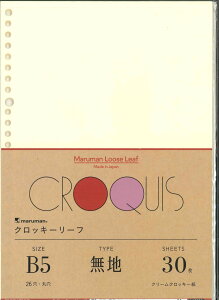 Maruman Loose Leaf
Made in Japan
CROQUIS
maruman®
クロッキーリーフ
SIZE TYPE SHEETS
B5 無地 30枚
26穴・丸穴 クリームクロッキー紙